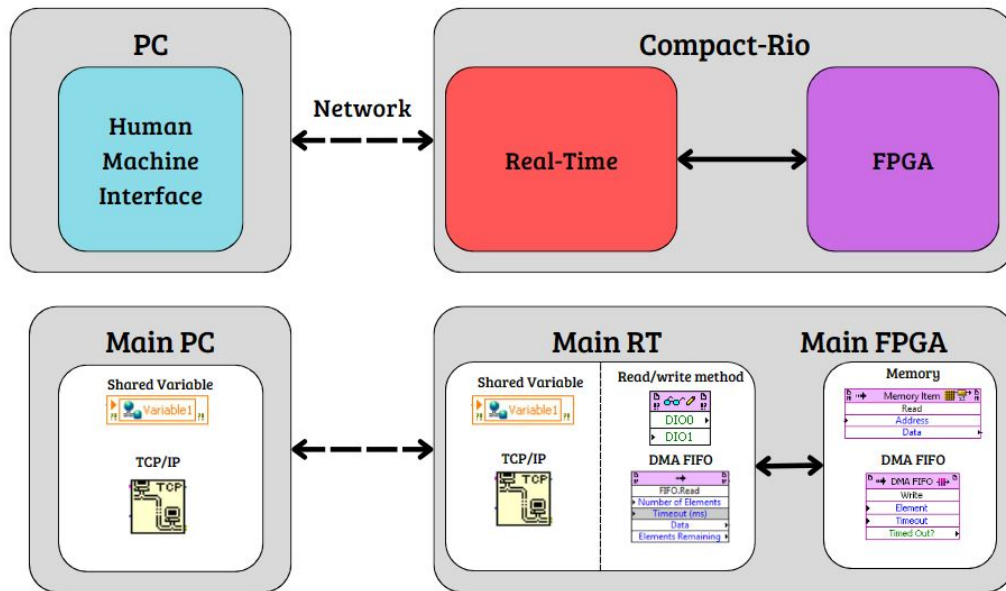 PC
Compact-Rio
Human
Machine
Interface
Network
Real-Time
FPGA
Main PC
Main RT
Main FPGA
Shared Variable
Variable1
TCP/IP
TCP
Shared Variable
Variable1
TCP/IP
TCP
Read/write method
DIO0
DIO1
DMA FIFO
FIFO.Read
Number of Elements
Timeout (ms)
Data
Elements Remaining
Memory
Memory Item
Read
Address
Data
DMA FIFO
DMA FIFO
Write
Element
Timeout
Timed Out?